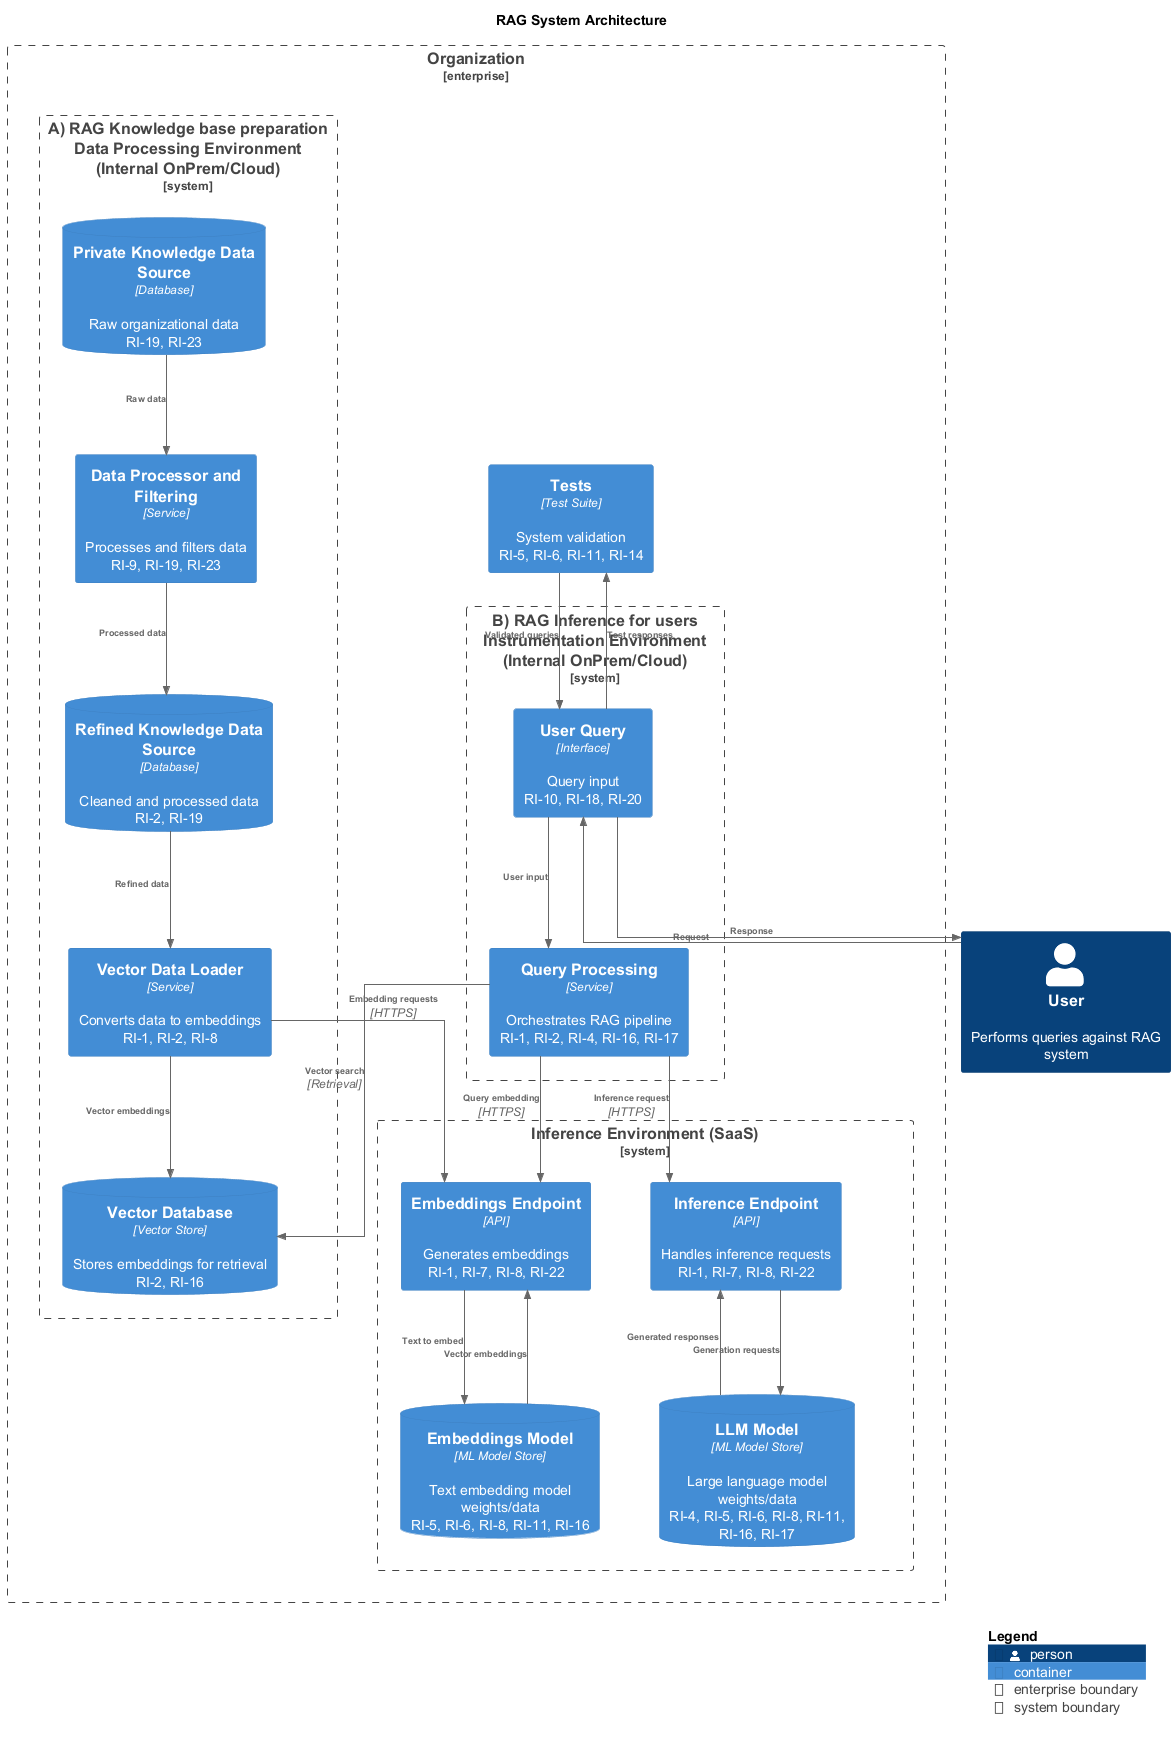 RAG System Architecture
Organization
[enterprise]
A) RAG Knowledge base preparation
Data Processing Environment
(Internal OnPrem/Cloud)
[system]
Private Knowledge Data
Source
[Database]
Raw organizational data
RI-19, RI-23
Raw data
Data Processor and
Filtering
[Service]
Processes and filters data
RI-9, RI-19, RI-23
Processed data
Refined Knowledge Data
Source
[Database]
Cleaned and processed data
RI-2, RI-19
Refined data
Vector Data Loader
[Service]
Converts data to embeddings
RI-1, RI-2, RI-8
Vector embeddings
Vector Database
[Vector Store]
Stores embeddings for retrieval
RI-2, RI-16
Tests
[Test Suite]
System validation
RI-5, RI-6, RI-11, RI-14
Validated queries
Test responses
B) RAG Inference for users
Instrumentation Environment
(Internal OnPrem/Cloud)
[system]
User Query
[Interface]
Query input
RI-10, RI-18, RI-20
User input
Request
Response
Query Processing
[Service]
Orchestrates RAG pipeline
RI-1, RI-2, RI-4, RI-16, RI-17
Embedding requests
[HTTPS]
Vector search
[Retrieval]
Query embedding
[HTTPS]
Inference request
[HTTPS]
User
Performs queries against RAG
system
Inference Environment (SaaS)
[system]
Embeddings Endpoint
[API]
Generates embeddings
RI-1, RI-7, RI-8, RI-22
Inference Endpoint
[API]
Handles inference requests
RI-1, RI-7, RI-8, RI-22
Text to embed
Vector embeddings
Generated responses
Generation requests
Embeddings Model
[ML Model Store]
Text embedding model
weights/data
RI-5, RI-6, RI-8, RI-11, RI-16
LLM Model
[ML Model Store]
Large language model
weights/data
RI-4, RI-5, RI-6, RI-8, RI-11,
RI-16, RI-17
Legend
person
container
enterprise boundary
system boundary